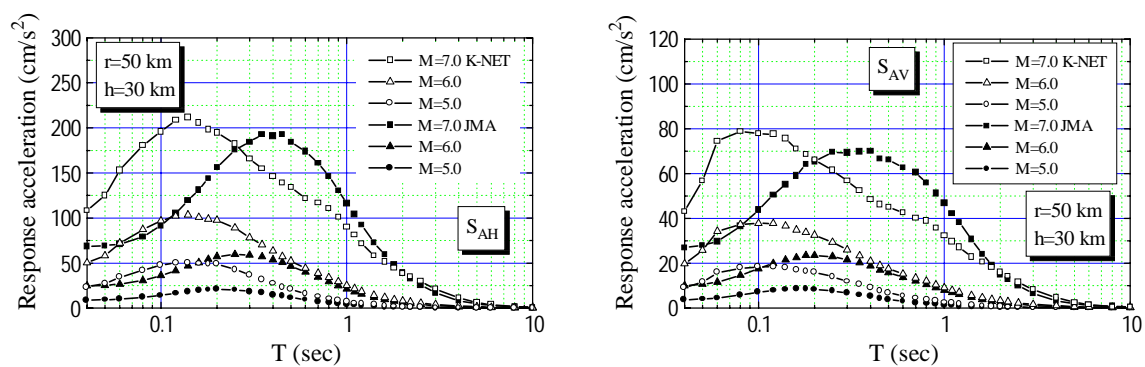 Response acceleration (cm/s²)
300
250
200
150
100
50
0
r=50 km
h=30 km
M=7.0 K-NET
M=6.0
M=5.0
M=7.0 JMA
M=6.0
M=5.0
S_AH
0.1
1
10
T (sec)
Response acceleration (cm/s²)
120
100
80
60
40
20
0
S_AV
M=7.0 K-NET
M=6.0
M=5.0
M=7.0 JMA
M=6.0
M=5.0
r=50 km
h=30 km
0.1
1
10
T (sec)